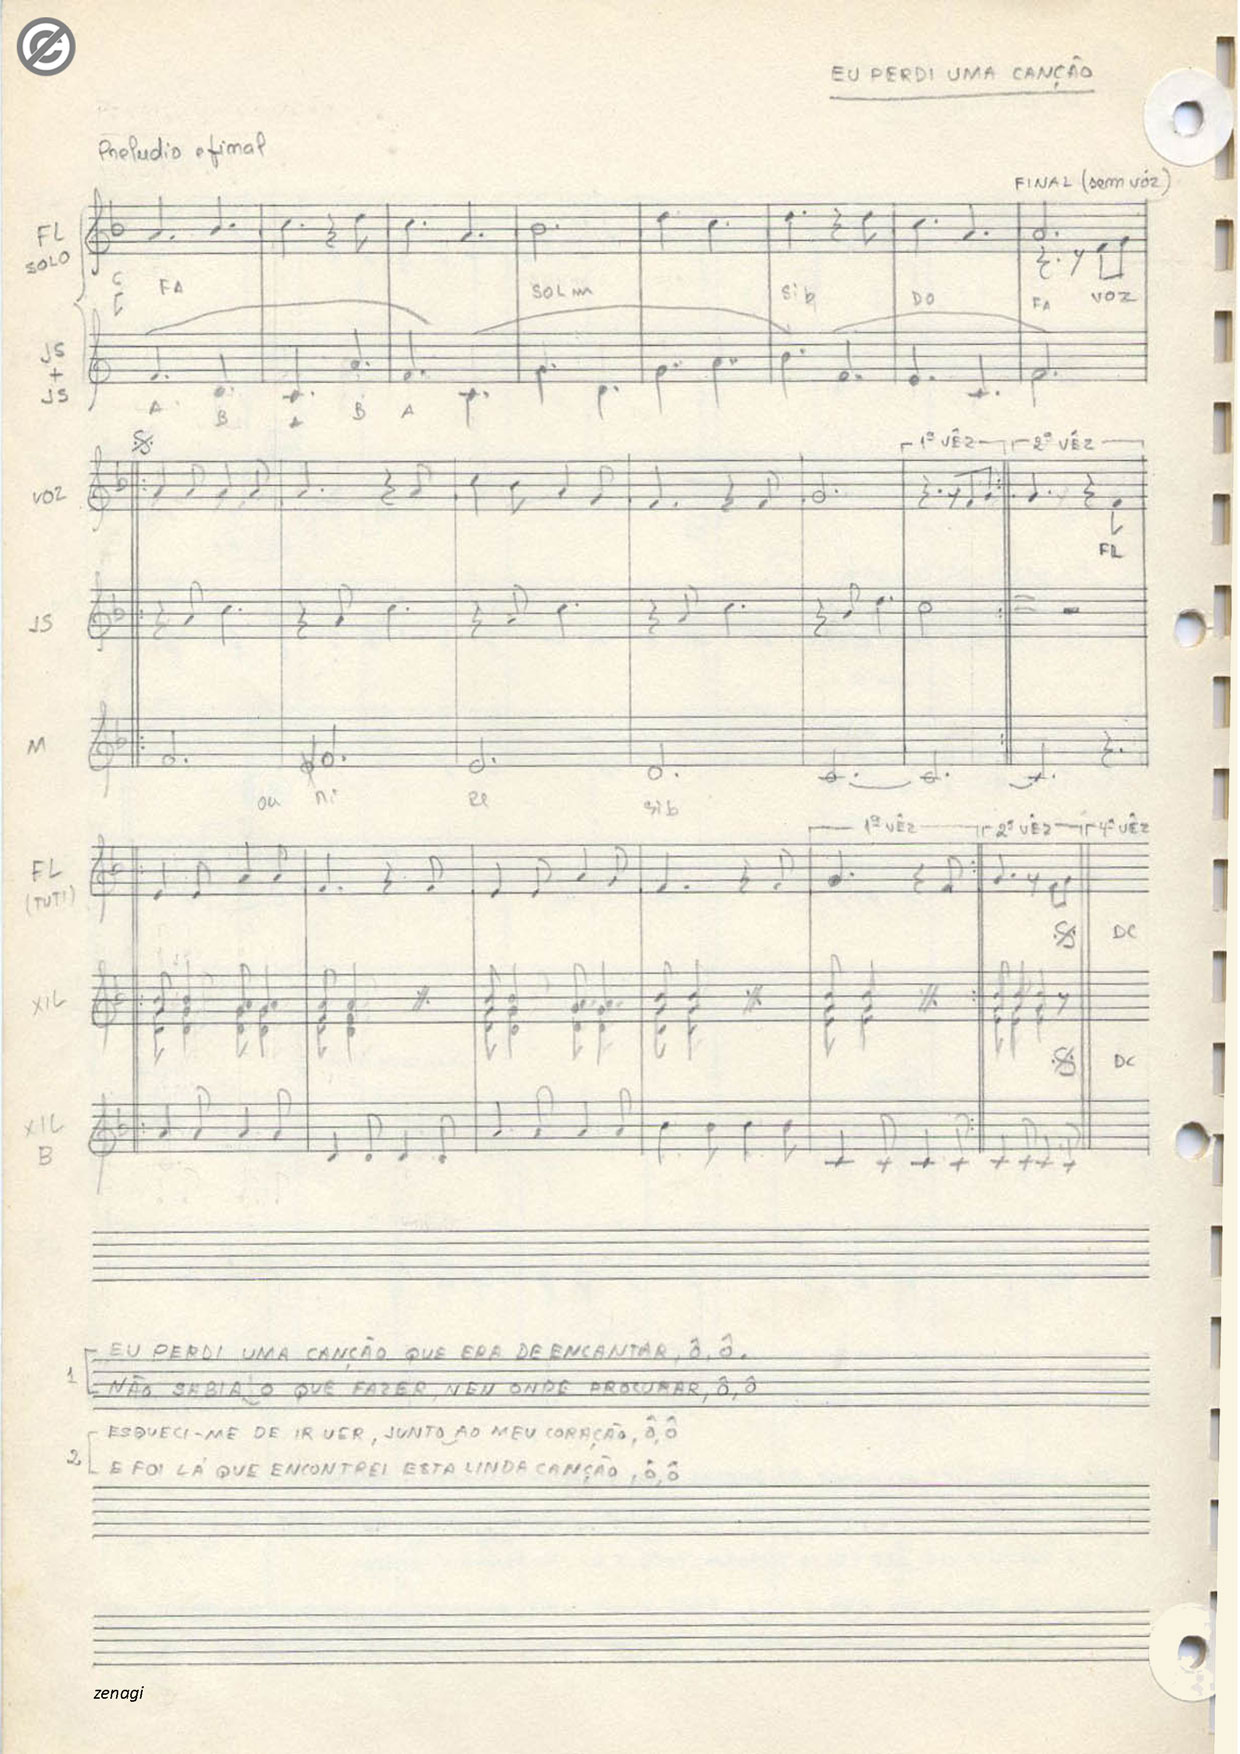 EU PERDI UMA CANÇÃO
Preludio e final
FINAL (sem vóz)
FL
SOLO
FA
SOL m
Sib
DO
FA
VOZ
JS
+
JS
A B A B A
1ª VÊZ 2ª VÊZ
VOZ
FL
JS
M
ou mi RE sib
1ª VÊZ 2ª VÊZ 4ª VÊZ
FL
(TUTI)
DC
XIL
DC
XIL
B
1 EU PERDI UMA CANÇÃO QUE ERA DE ENCANTAR, Ô, Ô.
NÃO SABIA O QUE FAZER, NEM ONDE PROCURAR, Ô, Ô
2 ESQUECI-ME DE IR VER, JUNTO AO MEU CORAÇÃO, Ô, Ô
E FOI LÁ QUE ENCONTREI ESTA LINDA CANÇÃO, Ô, Ô
zenagi